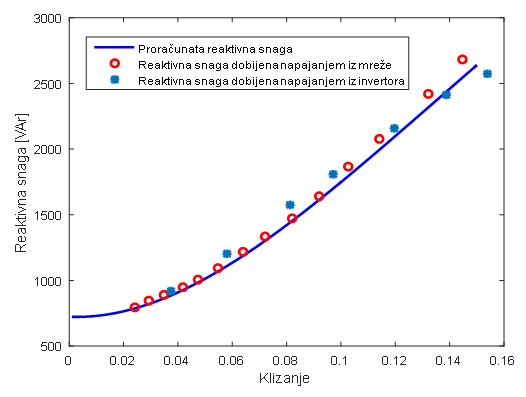 3000
2500
2000
1500
1000
500
Reaktivna snaga [VAr]
Proračunata reaktivna snaga
Reaktivna snaga dobijena napajanjem iz mreže
Reaktivna snaga dobijena napajanjem iz invertora
0 0.02 0.04 0.06 0.08 0.1 0.12 0.14 0.16
Klizanje